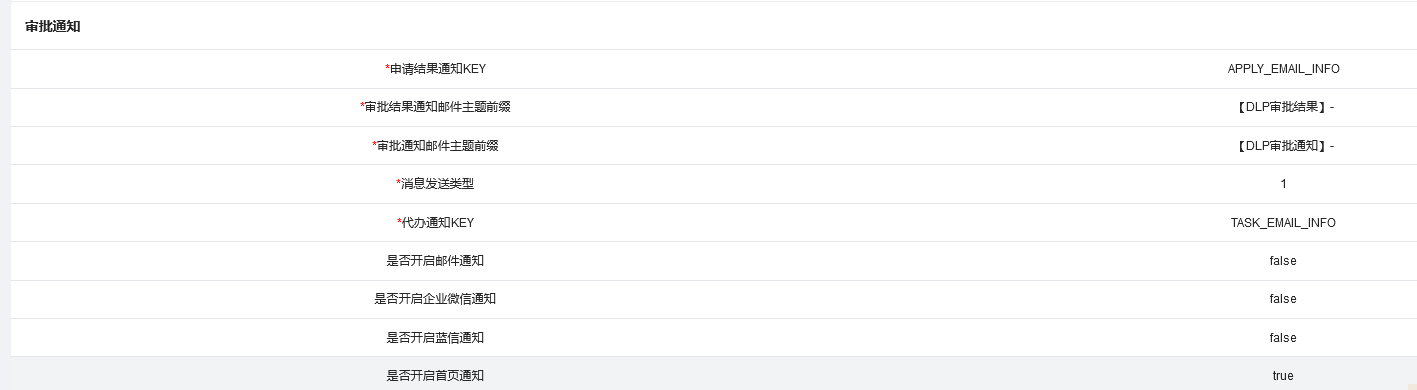 审批通知
*申请结果通知KEY APPLY_EMAIL_INFO
*审批结果通知邮件主题前缀 【DLP审批结果】-
*审批通知邮件主题前缀 【DLP审批通知】-
*消息发送类型 1
*代办通知KEY TASK_EMAIL_INFO
是否开启邮件通知 false
是否开启企业微信通知 false
是否开启蓝信通知 false
是否开启首页通知 true